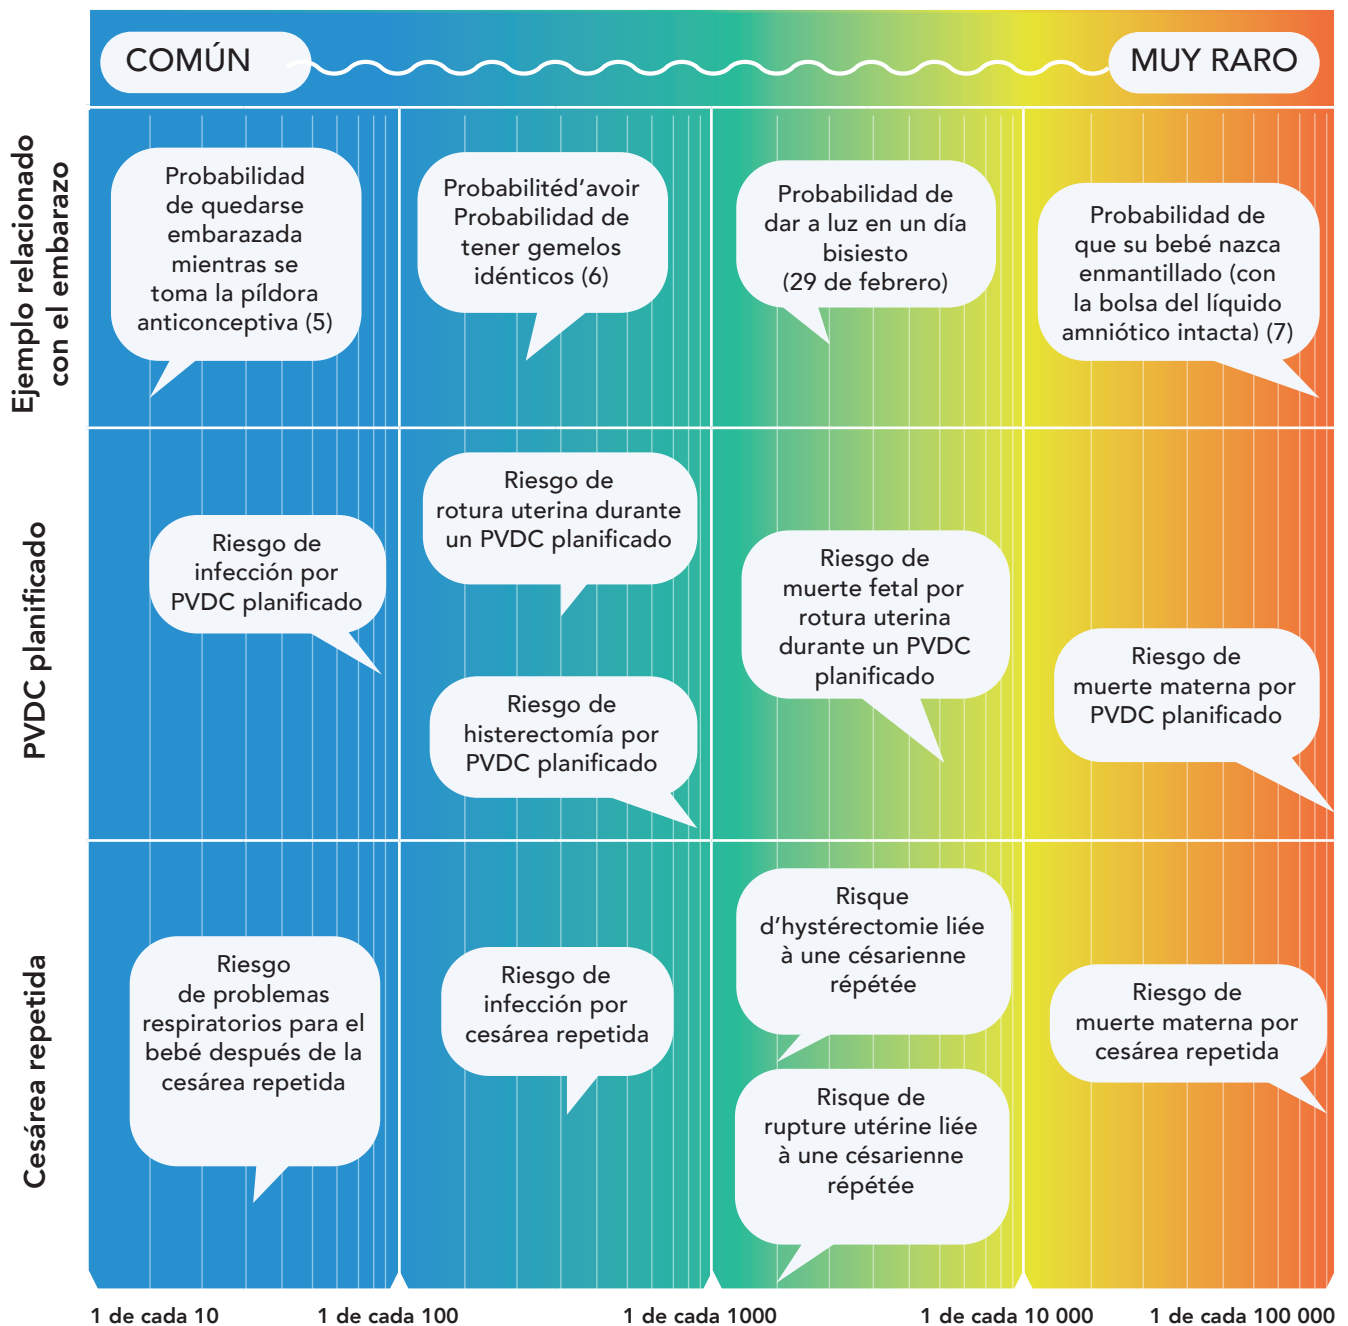 COMÚN
MUY RARO
Ejemplo relacionado
con el embarazo
Probabilidad
de quedarse
embarazada
mientras se
toma la píldora
anticonceptiva (5)
Probabilitéd’avoir
Probabilidad de
tener gemelos
idénticos (6)
Probabilidad de
dar a luz en un día
bisiesto
(29 de febrero)
Probabilidad de
que su bebé nazca
enmantillado (con
la bolsa del líquido
amniótico intacta) (7)
PVDC planificado
Riesgo de
infección por
PVDC planificado
Riesgo de
rotura uterina durante
un PVDC planificado
Riesgo de
histerectomía por
PVDC planificado
Riesgo de
muerte fetal por
rotura uterina
durante un PVDC
planificado
Riesgo de
muerte materna por
PVDC planificado
Cesárea repetida
Riesgo
de problemas
respiratorios para el
bebé después de la
cesárea repetida
Riesgo de
infección por
cesárea repetida
Risque
d’hystérectomie liée
à une césarienne
répétée
Risque de
rupture utérine liée
à une césarienne
répétée
Riesgo de
muerte materna por
cesárea repetida
1 de cada 10
1 de cada 100
1 de cada 1000
1 de cada 10 000
1 de cada 100 000